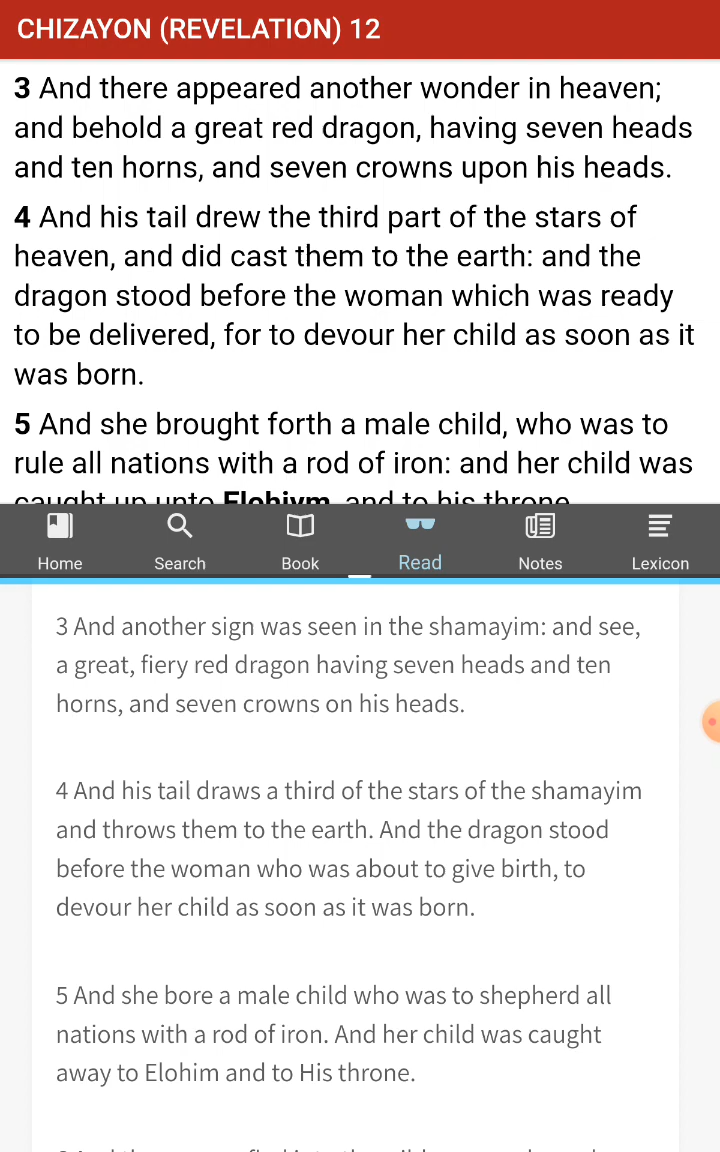 CHIZAYON (REVELATION) 12
3 And there appeared another wonder in heaven;
and behold a great red dragon, having seven heads
and ten horns, and seven crowns upon his heads.
4 And his tail drew the third part of the stars of
heaven, and did cast them to the earth: and the
dragon stood before the woman which was ready
to be delivered, for to devour her child as soon as it
was born.
5 And she brought forth a male child, who was to
rule all nations with a rod of iron: and her child was
caught up unto Elohiym, and to his throne.
Home Search Book Read Notes Lexicon
3 And another sign was seen in the shamayim: and see,
a great, fiery red dragon having seven heads and ten
horns, and seven crowns on his heads.
4 And his tail draws a third of the stars of the shamayim
and throws them to the earth. And the dragon stood
before the woman who was about to give birth, to
devour her child as soon as it was born.
5 And she bore a male child who was to shepherd all
nations with a rod of iron. And her child was caught
away to Elohim and to His throne.